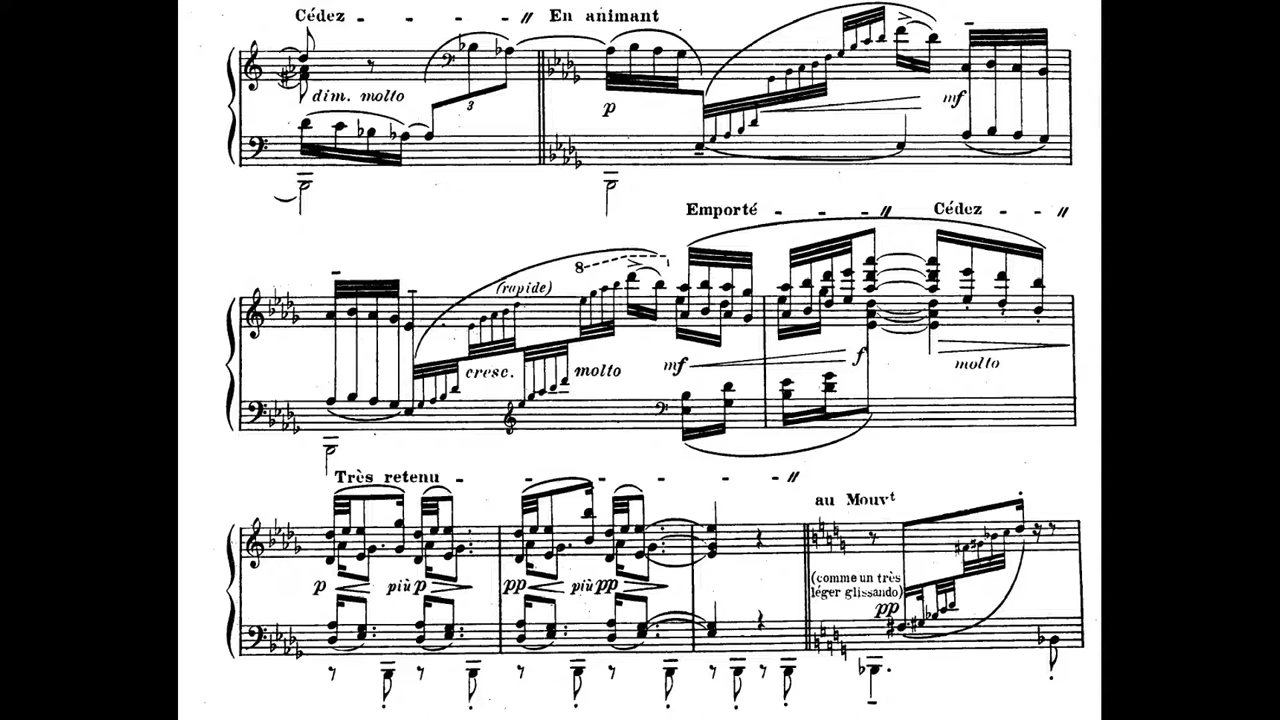 Cédez - - - - // En animant
dim. molto
3
p
mf
Emporté - - - // Cédez - - //
8
(rapide)
cresc.
molto
mf
f
molto
Très retenu - - - - - - //
au Mouvt
p
più p
pp
più pp
(comme un très
léger glissando)
pp